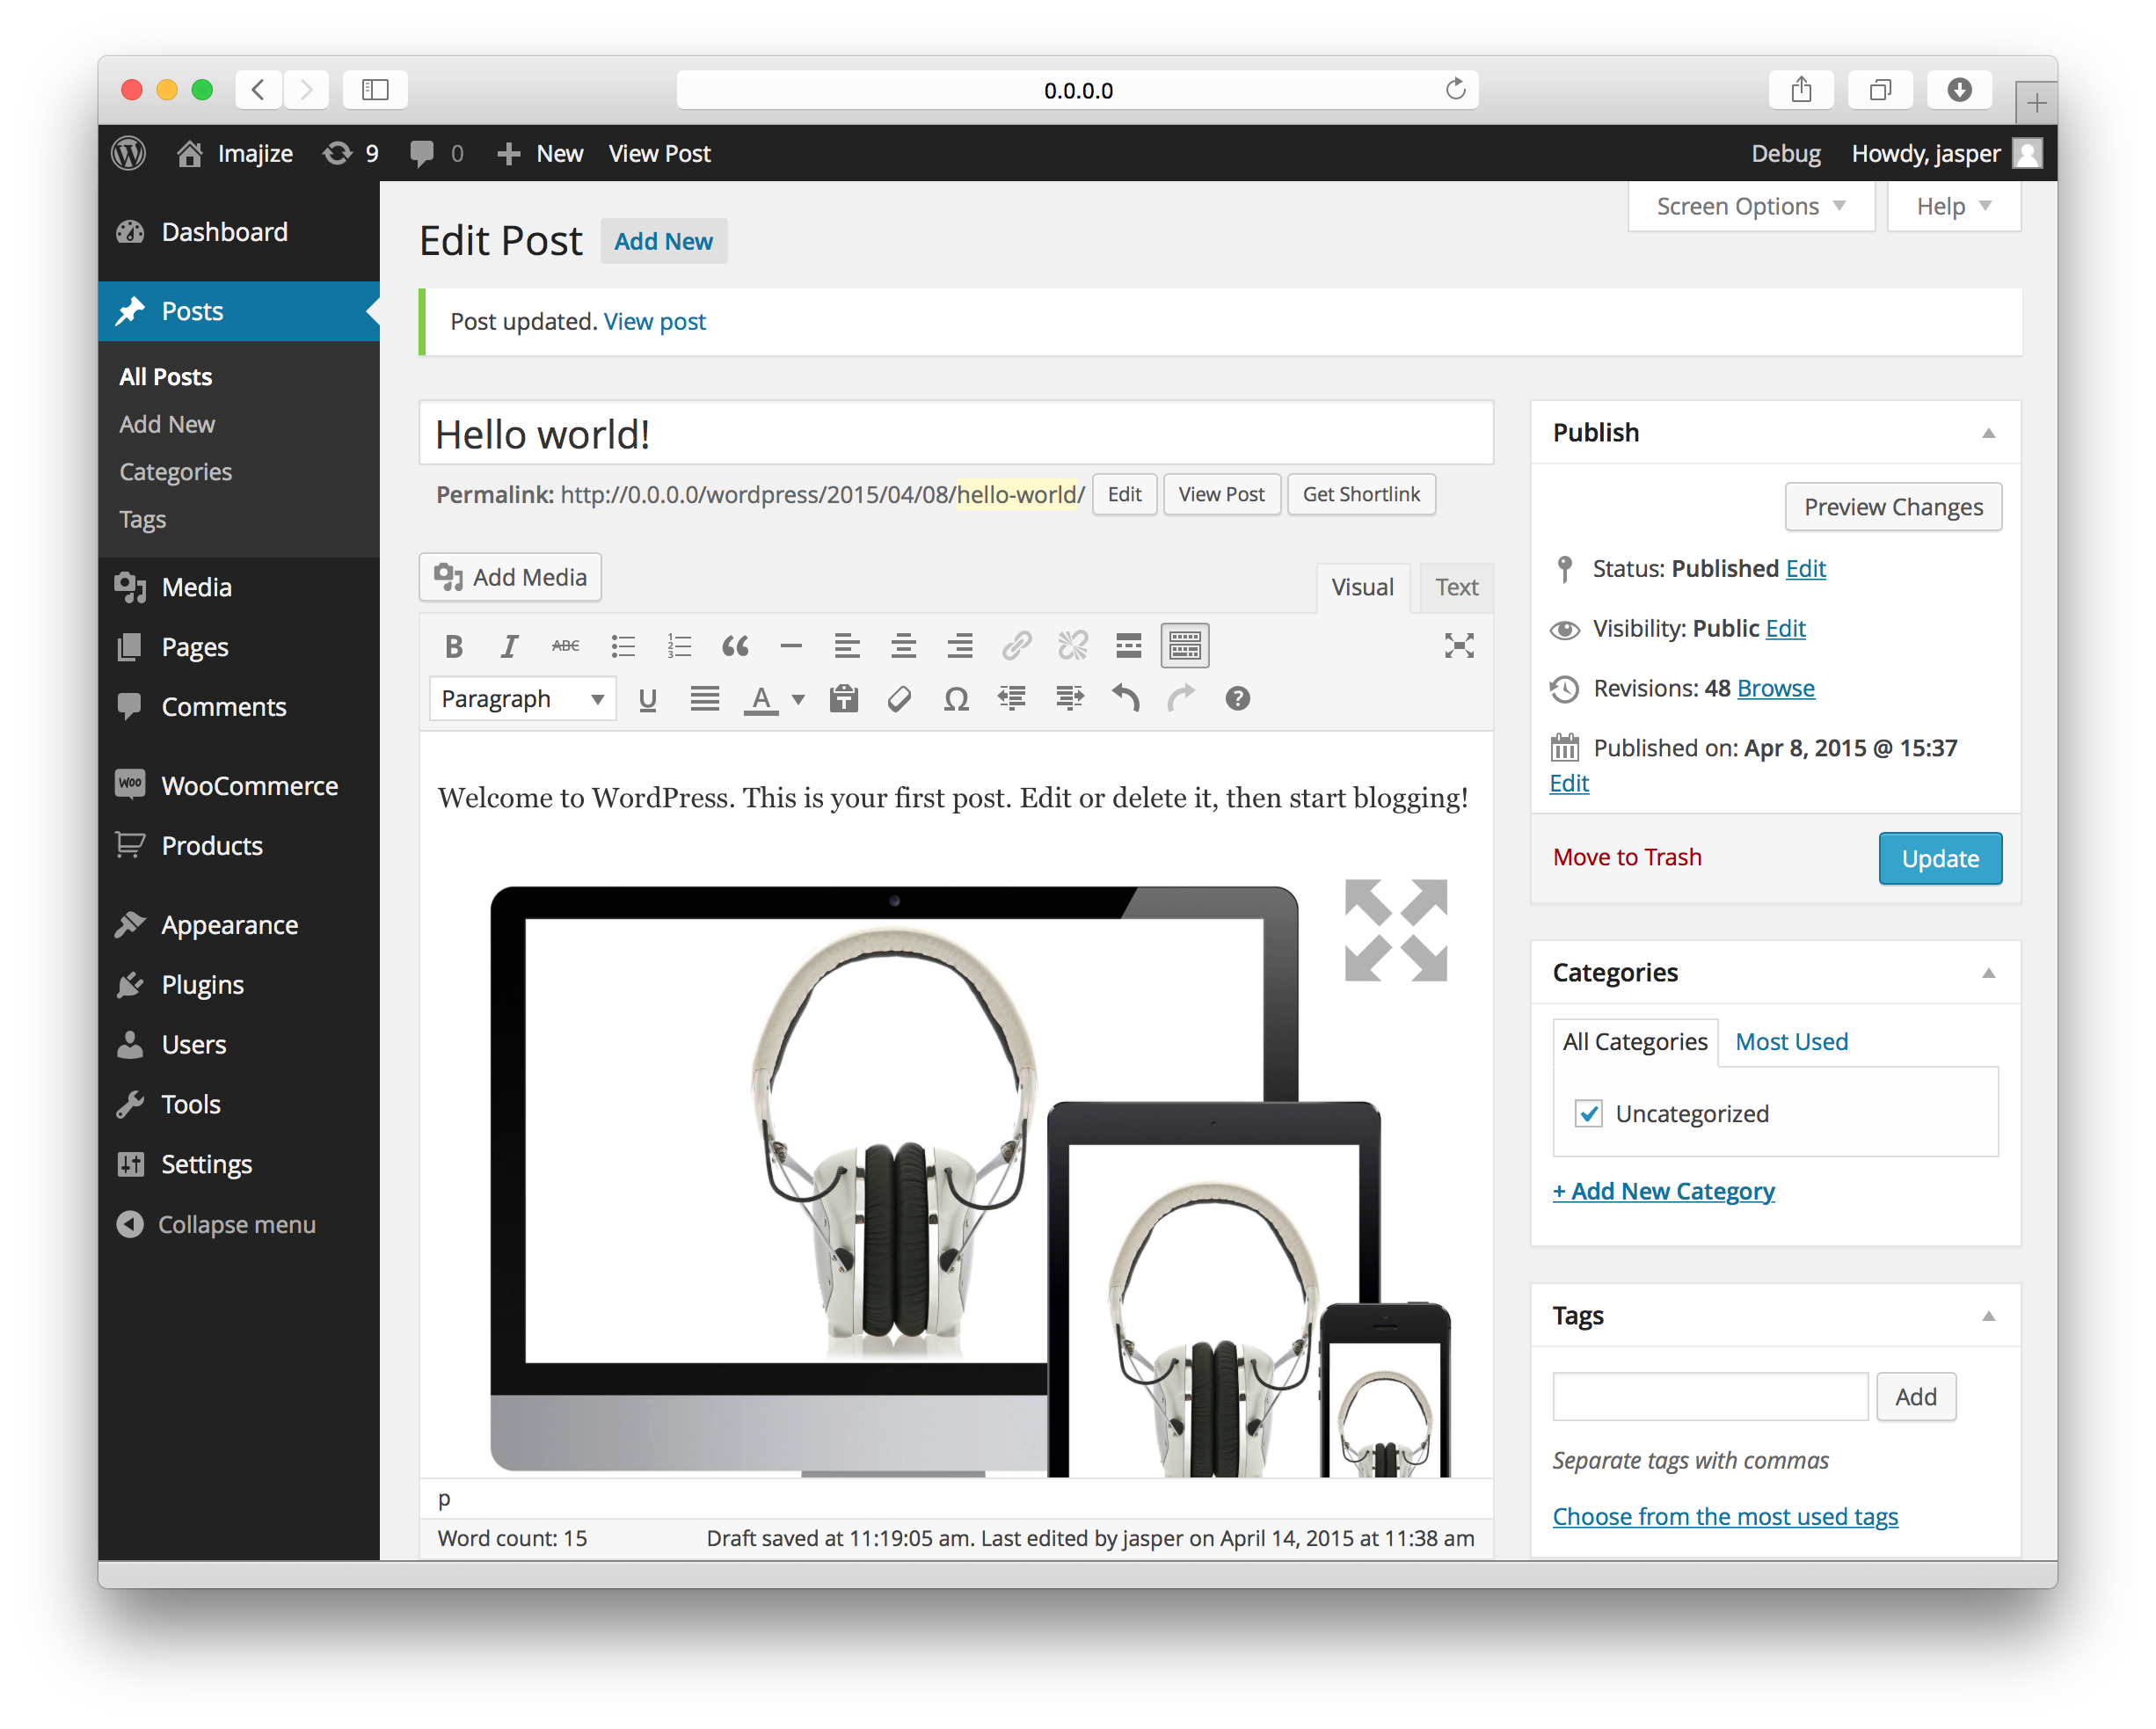 0.0.0.0
Imajize 9 0 New View Post Debug Howdy, jasper
Screen Options Help
Dashboard
Posts
All Posts
Add New
Categories
Tags
Media
Pages
Comments
WooCommerce
Products
Appearance
Plugins
Users
Tools
Settings
Collapse menu
Edit Post Add New
Post updated. View post
Hello world!
Permalink: http://0.0.0.0/wordpress/2015/04/08/hello-world/ Edit View Post Get Shortlink
Add Media Visual Text
B I ABC
Paragraph U A
Welcome to WordPress. This is your first post. Edit or delete it, then start blogging!
p
Word count: 15 Draft saved at 11:19:05 am. Last edited by jasper on April 14, 2015 at 11:38 am
Publish
Preview Changes
Status: Published Edit
Visibility: Public Edit
Revisions: 48 Browse
Published on: Apr 8, 2015 @ 15:37
Edit
Move to Trash Update
Categories
All Categories Most Used
Uncategorized
+ Add New Category
Tags
Add
Separate tags with commas
Choose from the most used tags